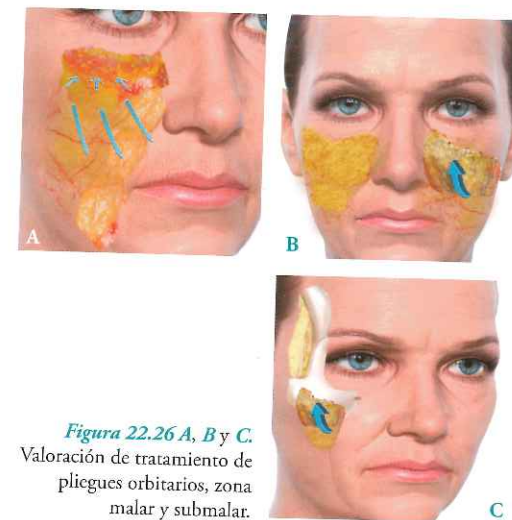 A
B
Figura 22.26 A, B y C.
Valoración de tratamiento de
pliegues orbitarios, zona
malar y submalar.
C